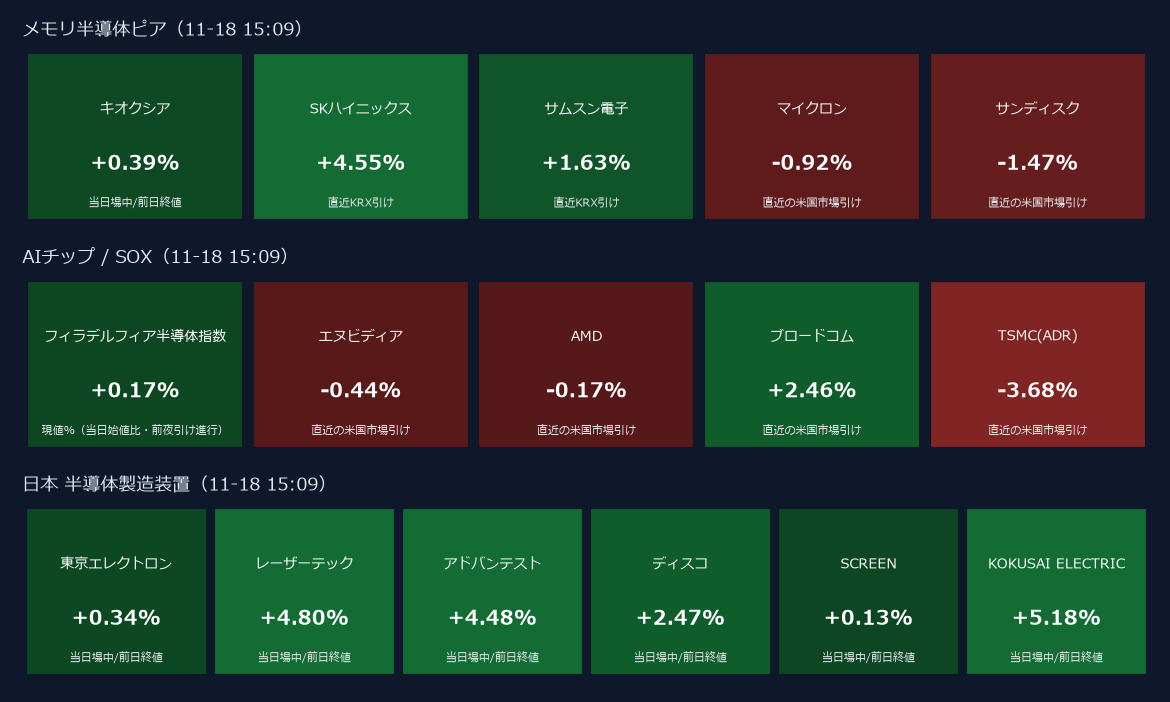 メモリ半導体ピア（11-18 15:09）
キオクシア
+0.39%
当日場中/前日終値
SKハイニックス
+4.55%
直近KRX引け
サムスン電子
+1.63%
直近KRX引け
マイクロン
-0.92%
直近の米国市場引け
サンディスク
-1.47%
直近の米国市場引け
AIチップ / SOX（11-18 15:09）
フィラデルフィア半導体指数
+0.17%
現値%（当日始値比・前夜引け進行）
エヌビディア
-0.44%
直近の米国市場引け
AMD
-0.17%
直近の米国市場引け
ブロードコム
+2.46%
直近の米国市場引け
TSMC(ADR)
-3.68%
直近の米国市場引け
日本 半導体製造装置（11-18 15:09）
東京エレクトロン
+0.34%
当日場中/前日終値
レーザーテック
+4.80%
当日場中/前日終値
アドバンテスト
+4.48%
当日場中/前日終値
ディスコ
+2.47%
当日場中/前日終値
SCREEN
+0.13%
当日場中/前日終値
KOKUSAI ELECTRIC
+5.18%
当日場中/前日終値